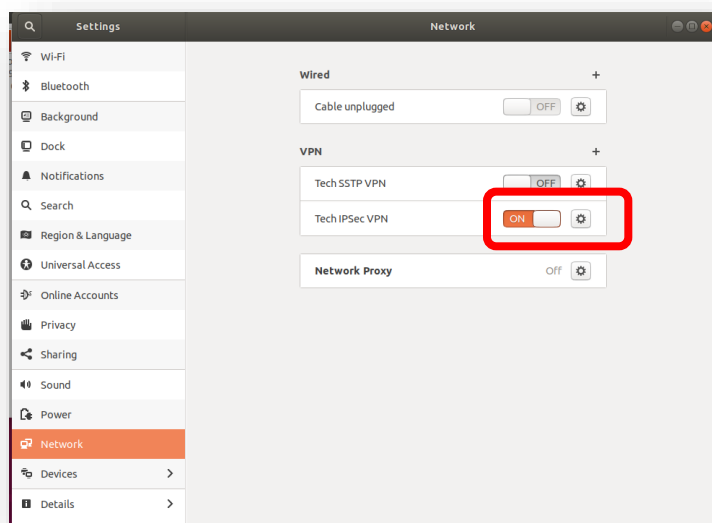 Settings
Network
Wi-Fi
Bluetooth
Background
Dock
Notifications
Search
Region & Language
Universal Access
Online Accounts
Privacy
Sharing
Sound
Power
Network
Devices
Details
Wired +
Cable unplugged OFF
VPN +
Tech SSTP VPN OFF
Tech IPSec VPN ON
Network Proxy Off